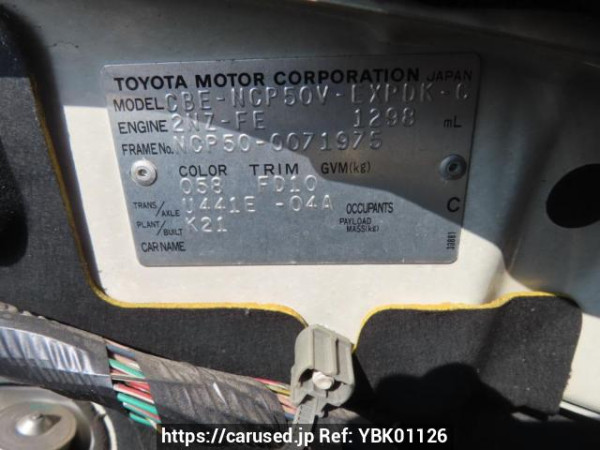 TOYOTA MOTOR CORPORATION JAPAN
MODEL CBE-NCP50V-EXPDK-C
ENGINE 2NZ-FE 1298 mL
FRAME No. NCP50-0071975
COLOR TRIM GVM(kg)
058 FD10
TRANS/AXLE U441E -04A OCCUPANTS C
PLANT/BUILT K21 PAYLOAD MASS(kg)
CAR NAME
https://carused.jp Ref: YBK01126